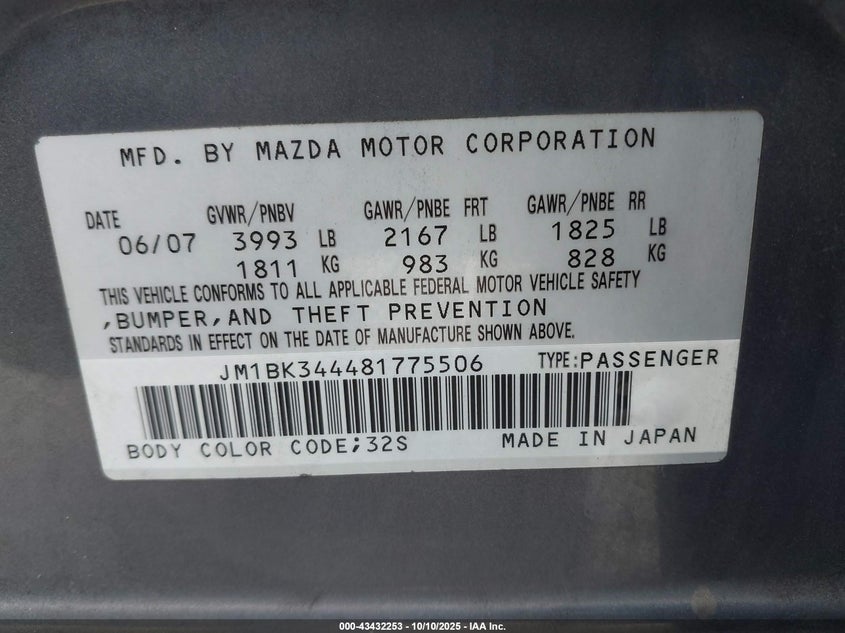 MFD. BY MAZDA MOTOR CORPORATION
DATE GVWR/PNBV GAWR/PNBE FRT GAWR/PNBE RR
06/07 3993 LB 2167 LB 1825 LB
1811 KG 983 KG 828 KG
THIS VEHICLE CONFORMS TO ALL APPLICABLE FEDERAL MOTOR VEHICLE SAFETY
,BUMPER,AND THEFT PREVENTION
STANDARDS IN EFFECT ON THE DATE OF MANUFACTURE SHOWN ABOVE.
JM1BK344481775506 TYPE:PASSENGER
BODY COLOR CODE;32S MADE IN JAPAN
000-43432253 - 10/10/2025 - IAA Inc.